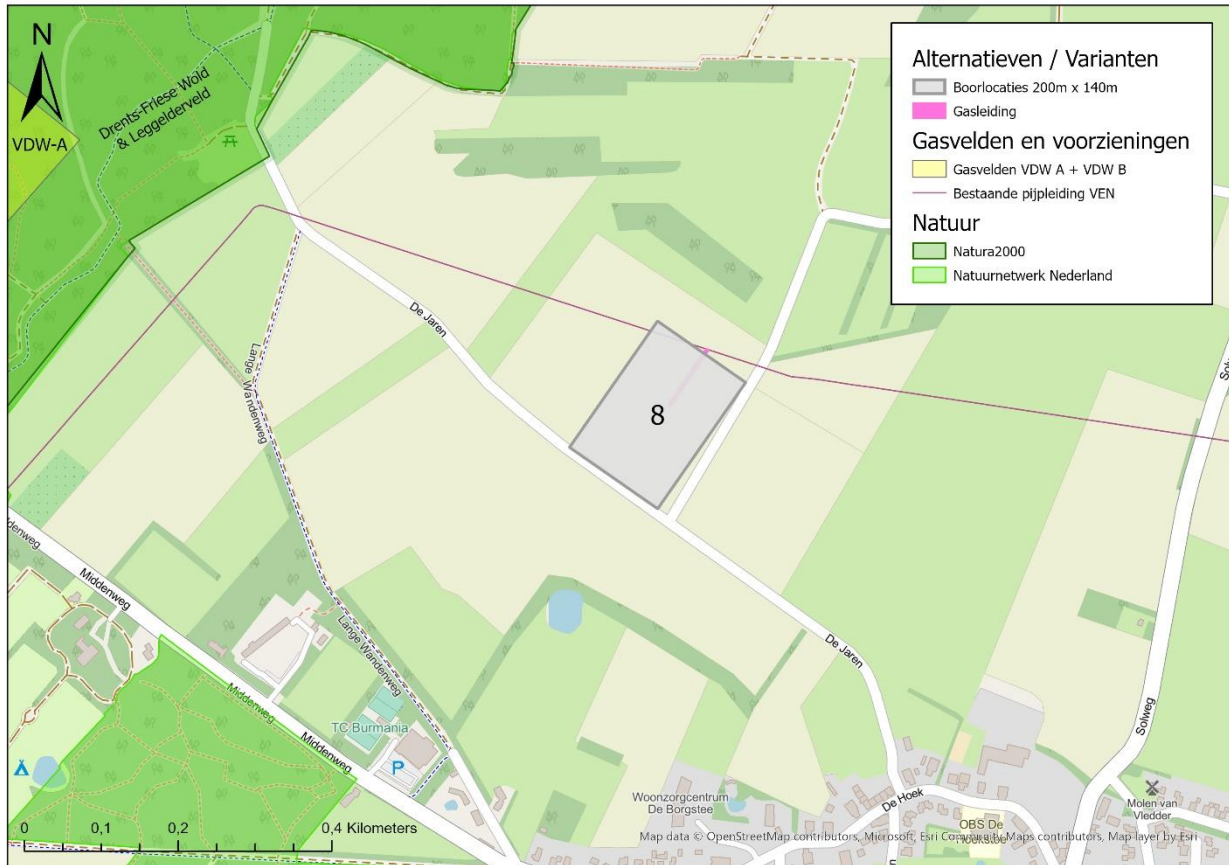 N
Drents-Friese Wold
& Leggelderveld
VDW-A
Alternatieven / Varianten
Boorlocaties 200m x 140m
Gasleiding
Gasvelden en voorzieningen
Gasvelden VDW A + VDW B
Bestaande pijpleiding VEN
Natuur
Natura2000
Natuurnetwerk Nederland
De Jaren
Lange Wandenweg
8
Solweg
Middenweg
Lange Wandenweg
De Jaren
Middenweg
Middenweg
TC Burmania
P
Solweg
Woonzorgcentrum
De Borgstee
De Hoek
Molen van
Vledder
OBS De
0 0,1 0,2 0,4 Kilometers
Map data © OpenStreetMap contributors, Microsoft, Esri Community Maps contributors, Map layer by Esri